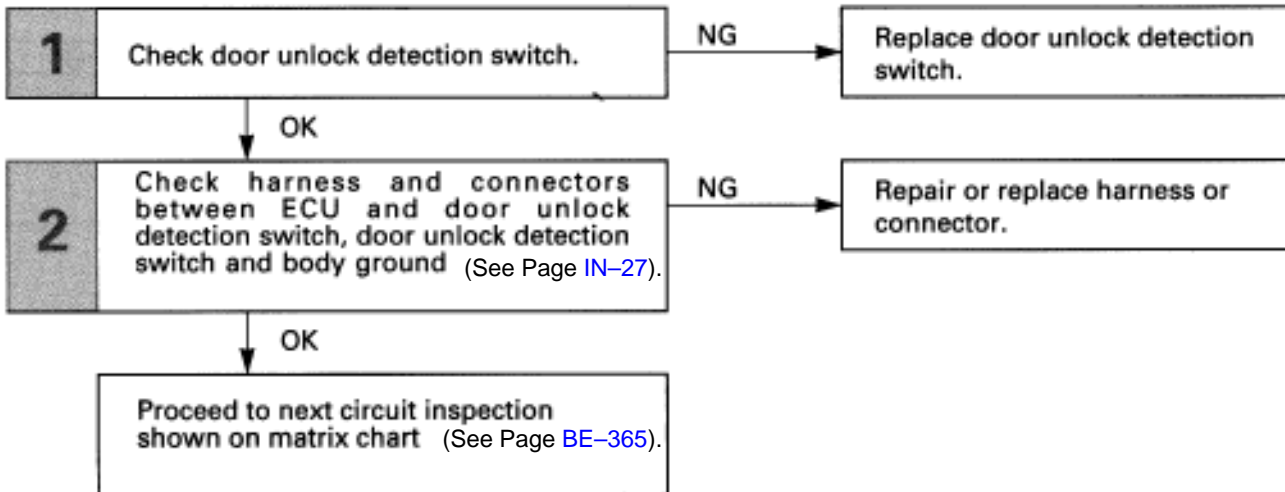 1
Check door unlock detection switch.
NG
Replace door unlock detection
switch.
OK
2
Check harness and connectors
between ECU and door unlock
detection switch, door unlock detection
switch and body ground (See Page IN–27).
NG
Repair or replace harness or
connector.
OK
Proceed to next circuit inspection
shown on matrix chart (See Page BE–365).